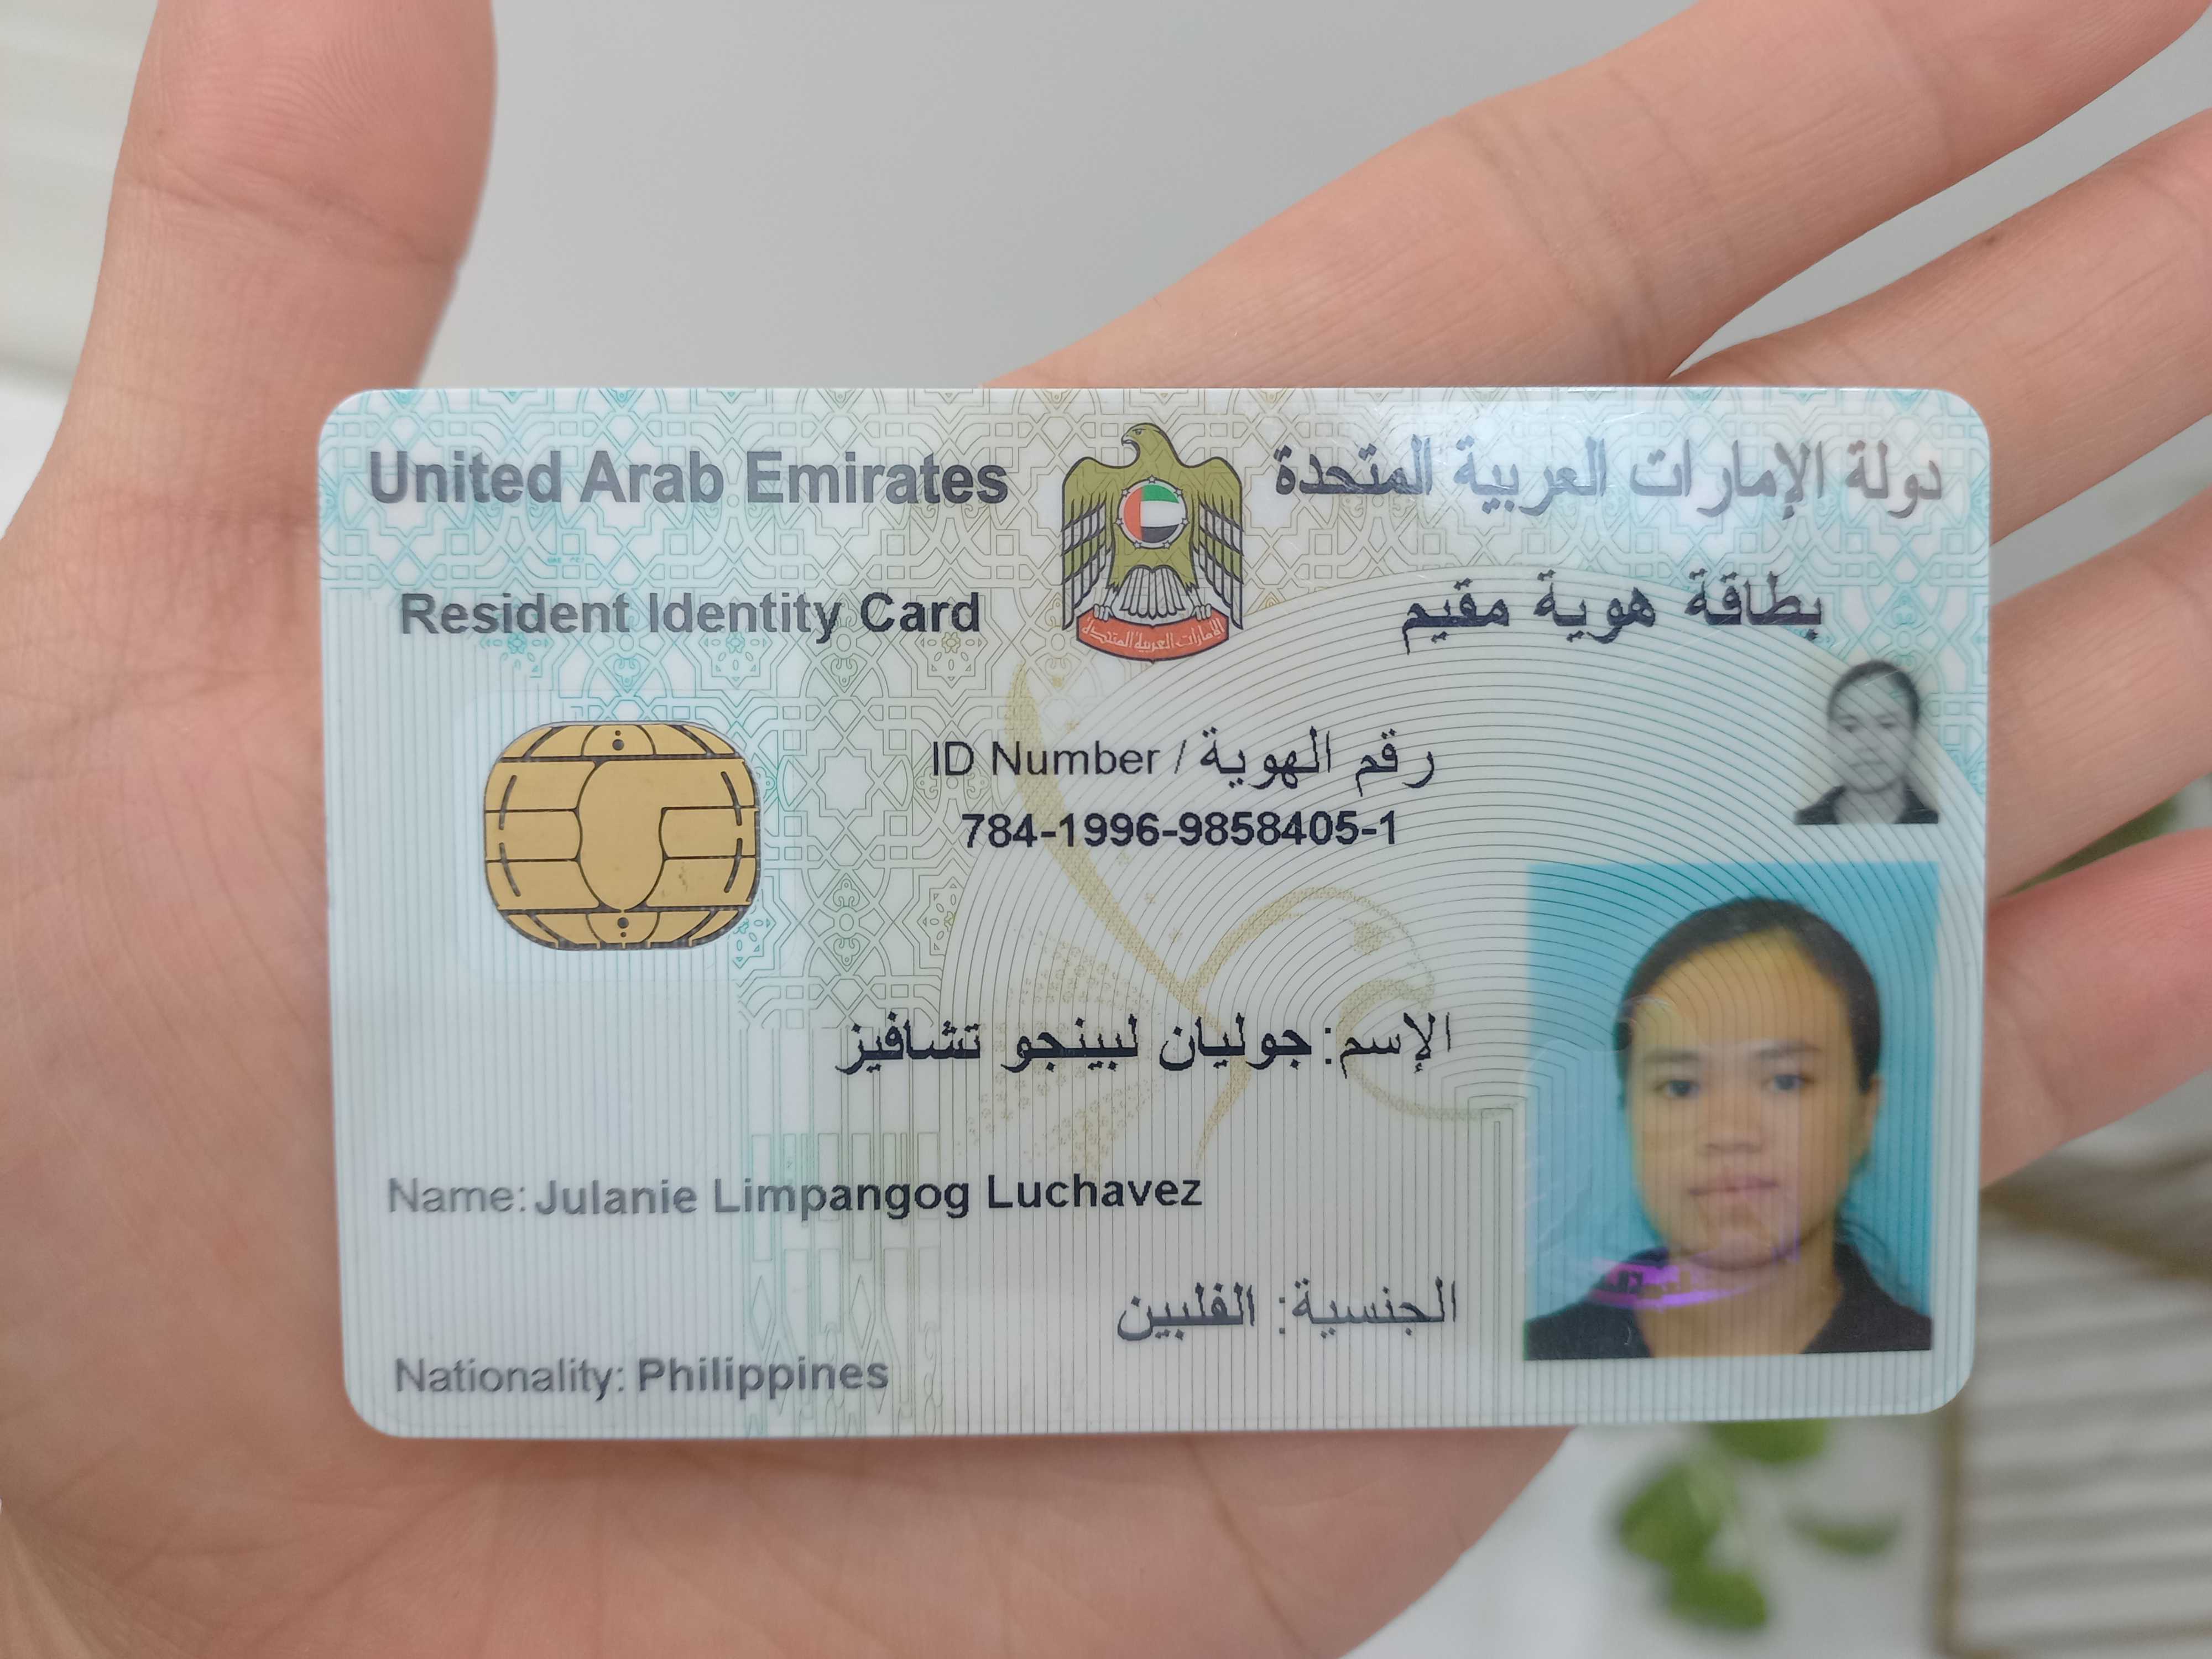 United Arab Emirates
دولة الإمارات العربية المتحدة
Resident Identity Card
بطاقة هوية مقيم
الإمارات العربية المتحدة
ID Number / رقم الهوية
784-1996-9858405-1
الإسم: جوليان لبينجو تشافيز
Name: Julanie Limpangog Luchavez
الجنسية: الفلبين
Nationality: Philippines